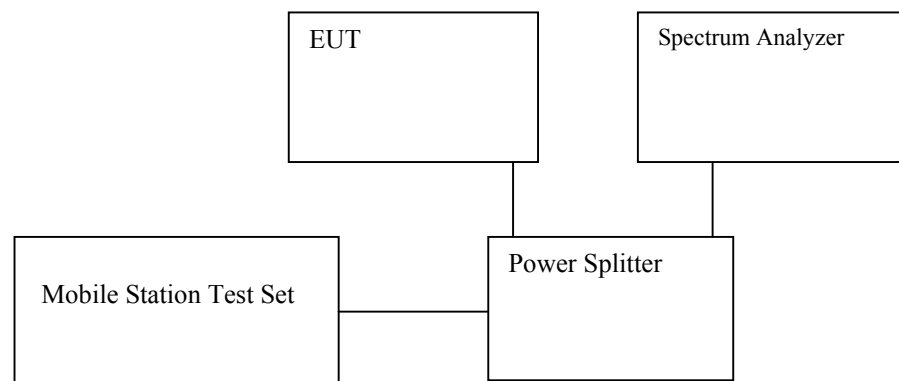 EUT
Spectrum Analyzer
Power Splitter
Mobile Station Test Set